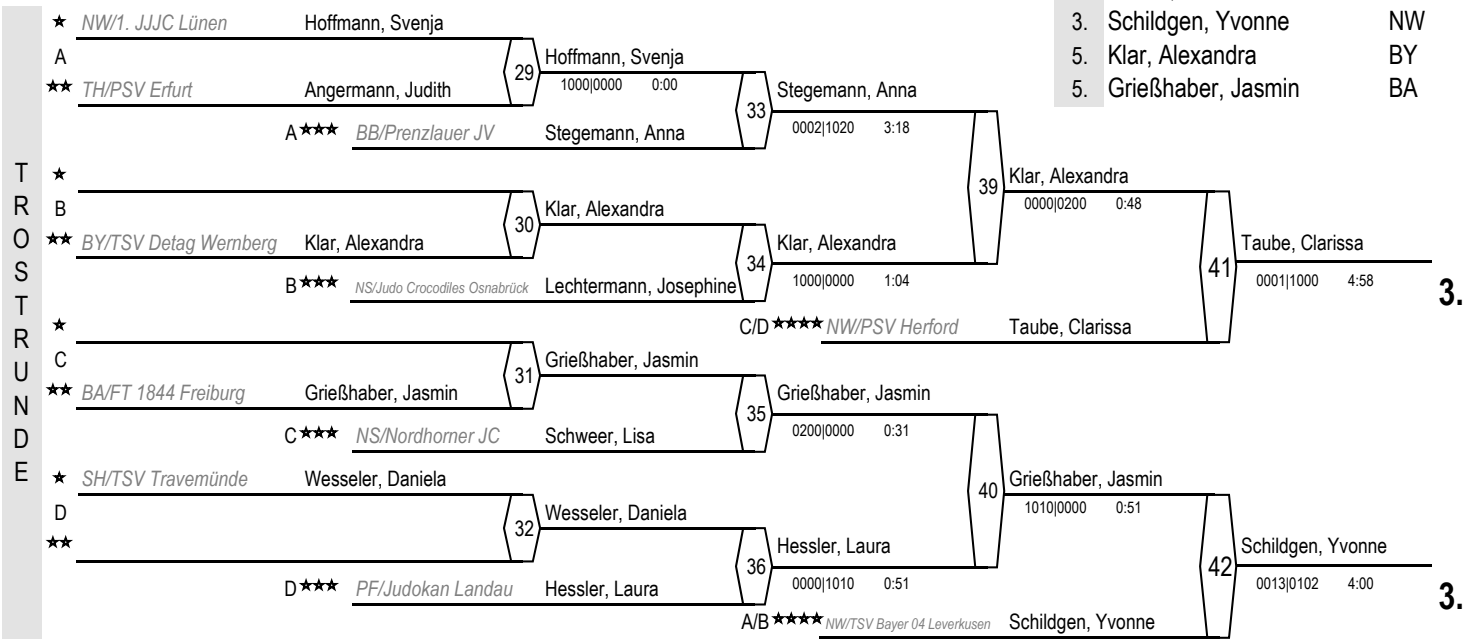 ★ NW/1. JJJC Lünen Hoffmann, Svenja
3. Schildgen, Yvonne NW
A
29 Hoffmann, Svenja
5. Klar, Alexandra BY
★★ TH/PSV Erfurt Angermann, Judith
1000|0000 0:00
33 Stegemann, Anna
5. Grießhaber, Jasmin BA
A ★★★ BB/Prenzlauer JV Stegemann, Anna
0002|1020 3:18
TROSTRUNDE
★
39 Klar, Alexandra
0000|0200 0:48
B
30 Klar, Alexandra
★★ BY/TSV Detag Wernberg Klar, Alexandra
34 Klar, Alexandra
1000|0000 1:04
41 Taube, Clarissa
0001|1000 4:58
3.
B ★★★ NS/Judo Crocodiles Osnabrück Lechtermann, Josephine
C/D ★★★★ NW/PSV Herford Taube, Clarissa
★
C
31 Grießhaber, Jasmin
★★ BA/FT 1844 Freiburg Grießhaber, Jasmin
35 Grießhaber, Jasmin
0200|0000 0:31
C ★★★ NS/Nordhorner JC Schweer, Lisa
★ SH/TSV Travemünde Wesseler, Daniela
40 Grießhaber, Jasmin
1010|0000 0:51
D
32 Wesseler, Daniela
★★
36 Hessler, Laura
0000|1010 0:51
42 Schildgen, Yvonne
0013|0102 4:00
3.
D ★★★ PF/Judokan Landau Hessler, Laura
A/B ★★★★ NW/TSV Bayer 04 Leverkusen Schildgen, Yvonne